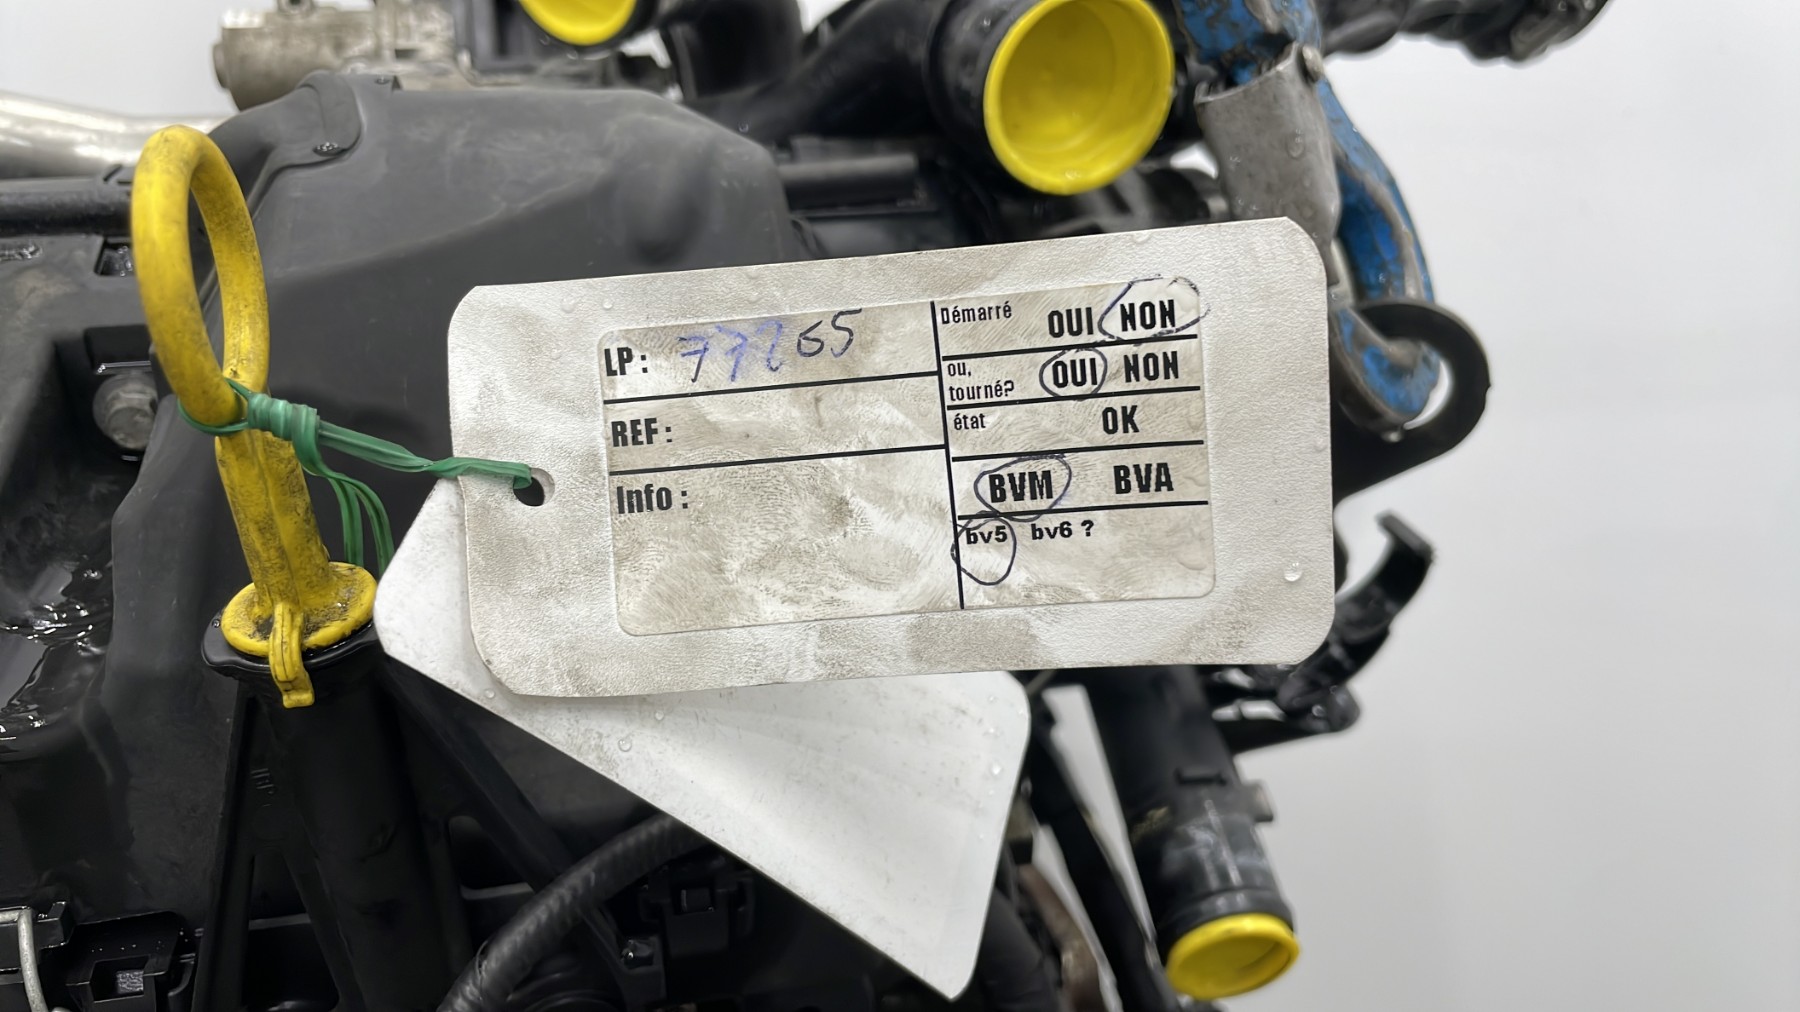 LP: 77265
REF:
Info:
Démarré OUI NON
ou, tourné? OUI NON
état OK
BVM BVA
bv5 bv6 ?